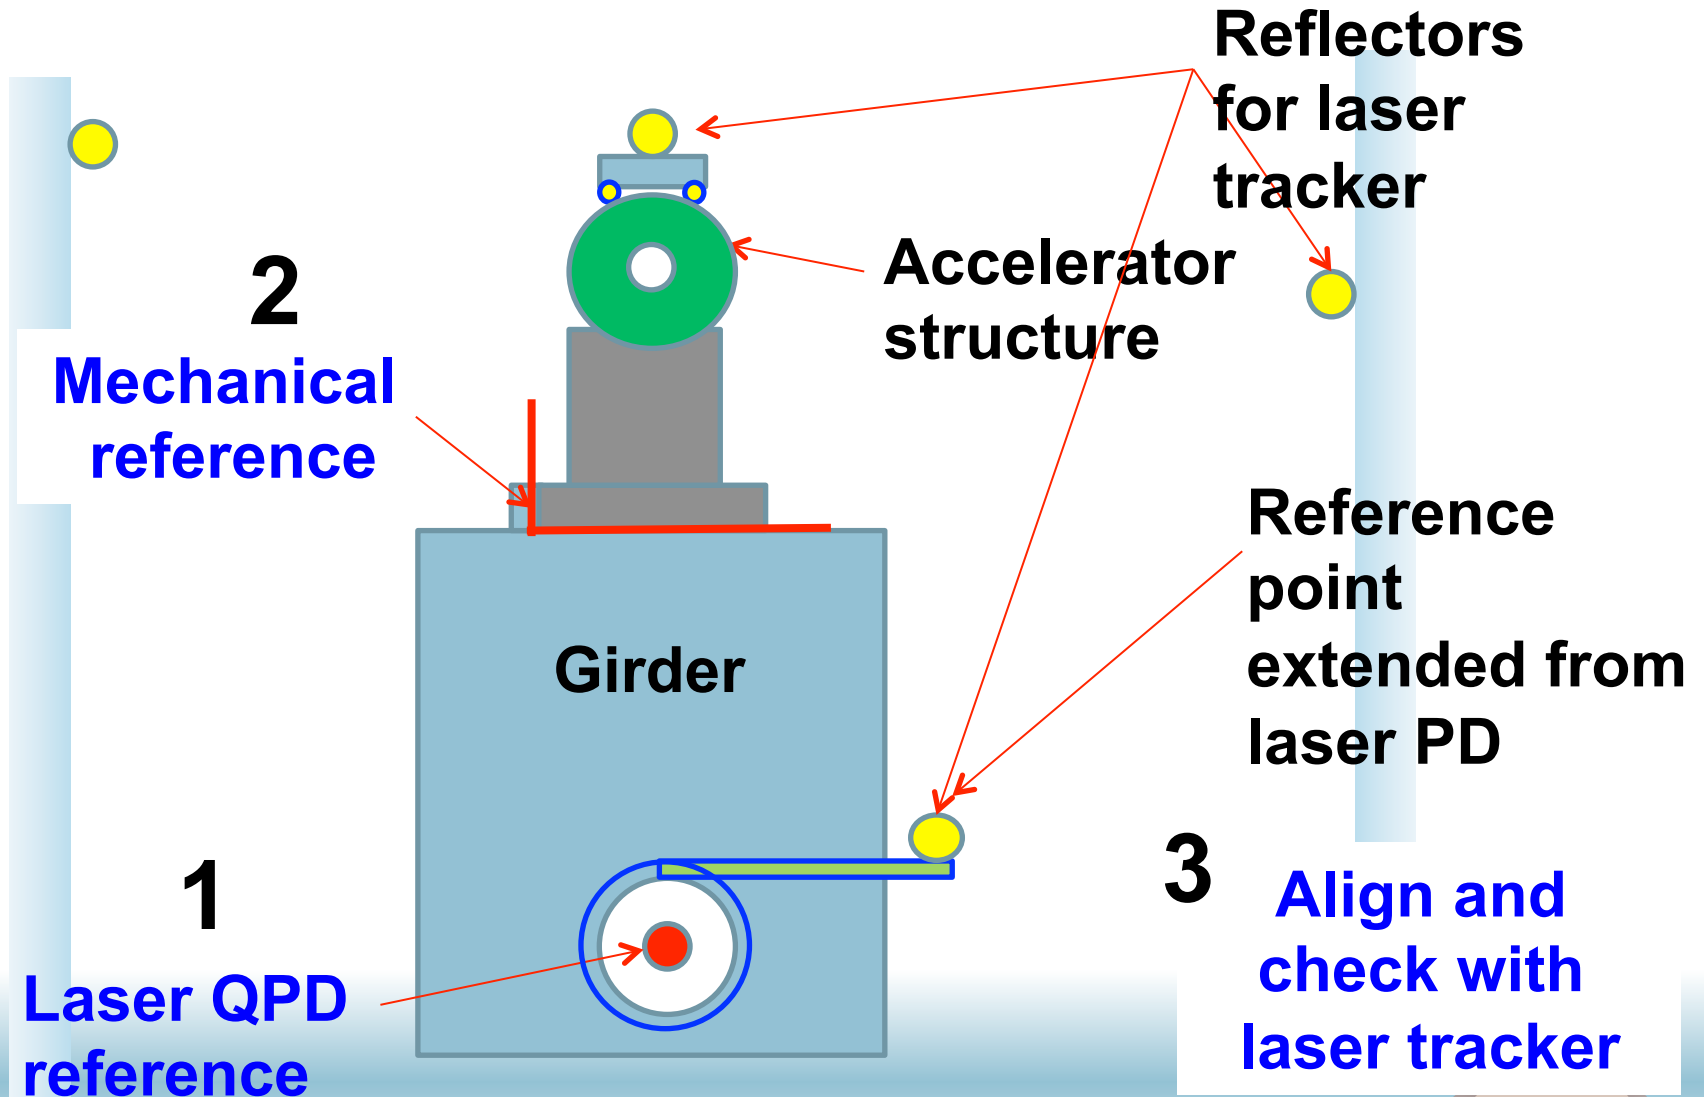 Reflectors
for laser
tracker
Accelerator
structure
2
Mechanical
reference
Reference
point
extended from
laser PD
Girder
1
Laser QPD
reference
3
Align and
check with
laser tracker